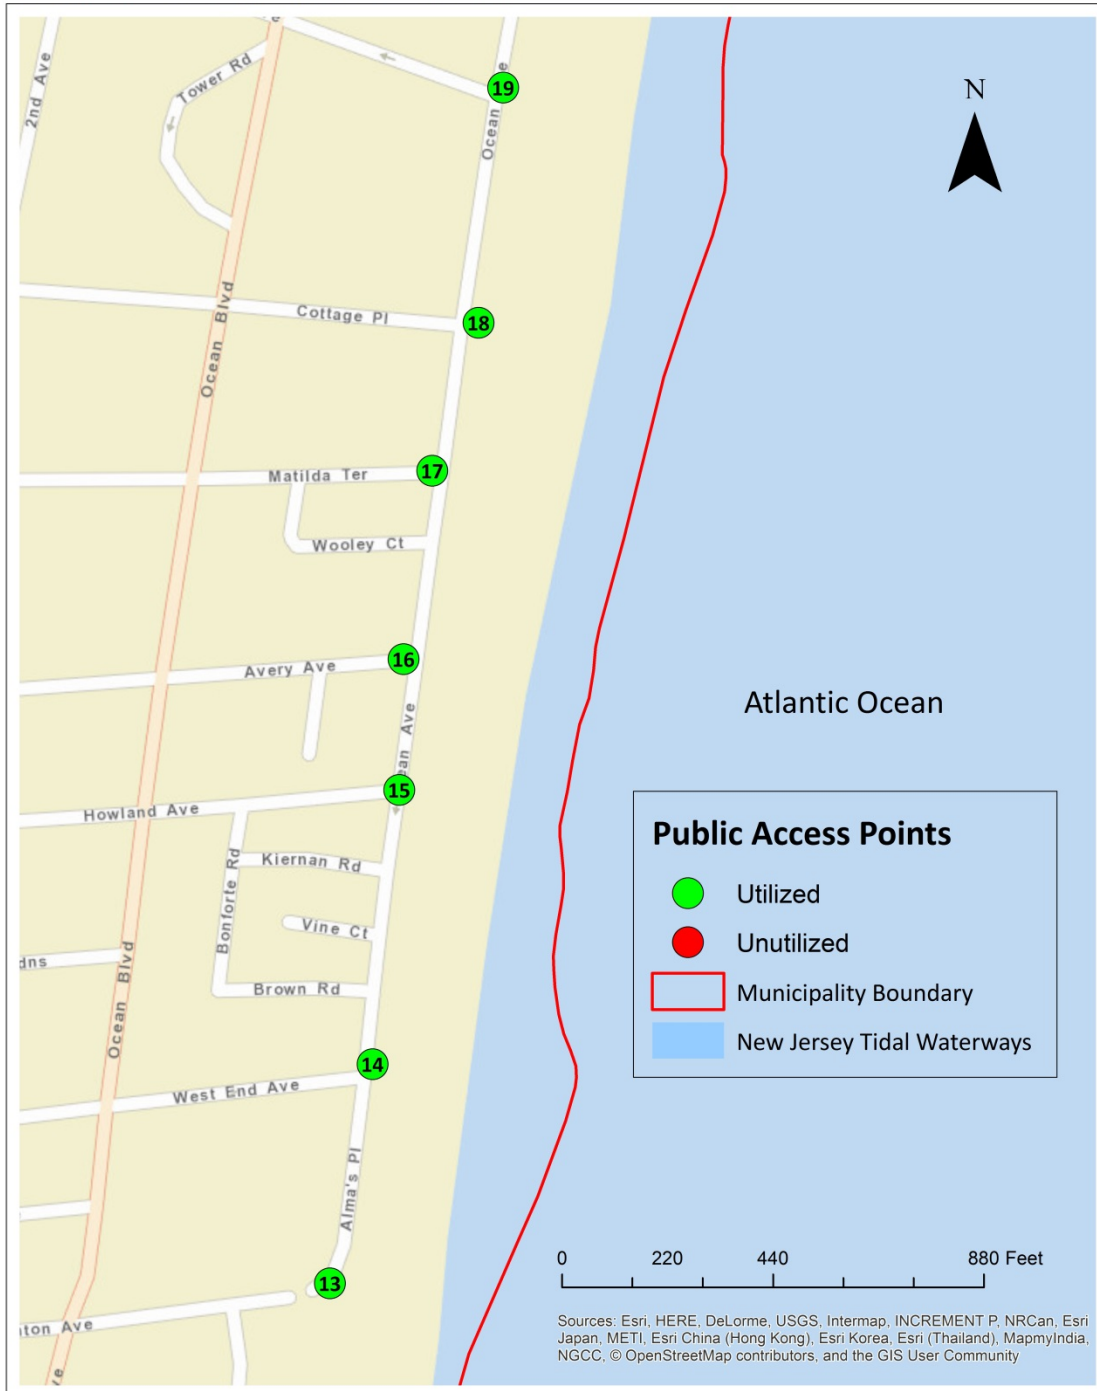 2nd Ave
Tower Rd
Ocean
e
19
N
Cottage Pl
18
Ocean Blvd
Matilda Ter
17
Wooley Ct
Avery Ave
16
ean Ave
Atlantic Ocean
15
Howland Ave
Kiernan Rd
Bonforte Rd
Vine Ct
dns
Brown Rd
Ocean Blvd
14
West End Ave
Alma's Pl
13
nton Ave
ve
Public Access Points
Utilized
Unutilized
Municipality Boundary
New Jersey Tidal Waterways
0 220 440 880 Feet
Sources: Esri, HERE, DeLorme, USGS, Intermap, INCREMENT P, NRCan, Esri
Japan, METI, Esri China (Hong Kong), Esri Korea, Esri (Thailand), MapmyIndia,
NGCC, © OpenStreetMap contributors, and the GIS User Community